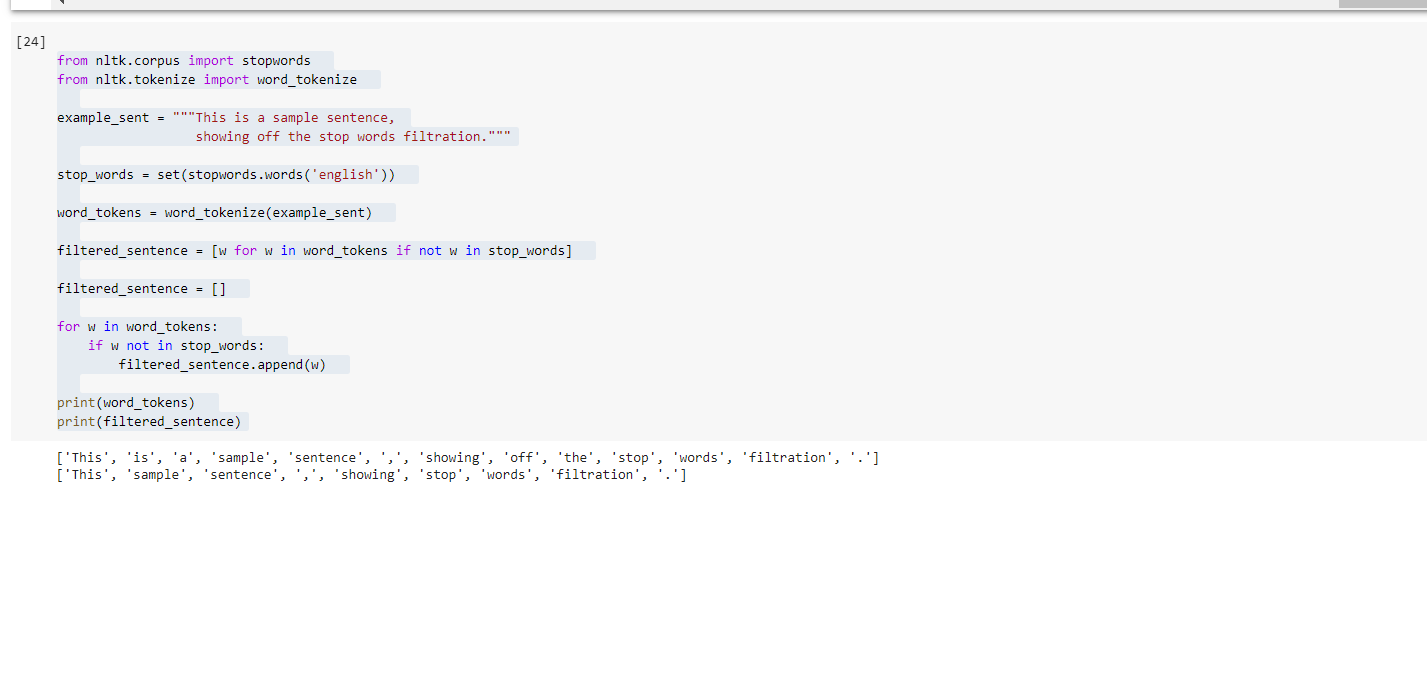 [24]
from nltk.corpus import stopwords
from nltk.tokenize import word_tokenize
example_sent = """This is a sample sentence,
                  showing off the stop words filtration."""
stop_words = set(stopwords.words('english'))
word_tokens = word_tokenize(example_sent)
filtered_sentence = [w for w in word_tokens if not w in stop_words]
filtered_sentence = []
for w in word_tokens:
    if w not in stop_words:
        filtered_sentence.append(w)
print(word_tokens)
print(filtered_sentence)
['This', 'is', 'a', 'sample', 'sentence', ',', 'showing', 'off', 'the', 'stop', 'words', 'filtration', '.']
['This', 'sample', 'sentence', ',', 'showing', 'stop', 'words', 'filtration', '.']